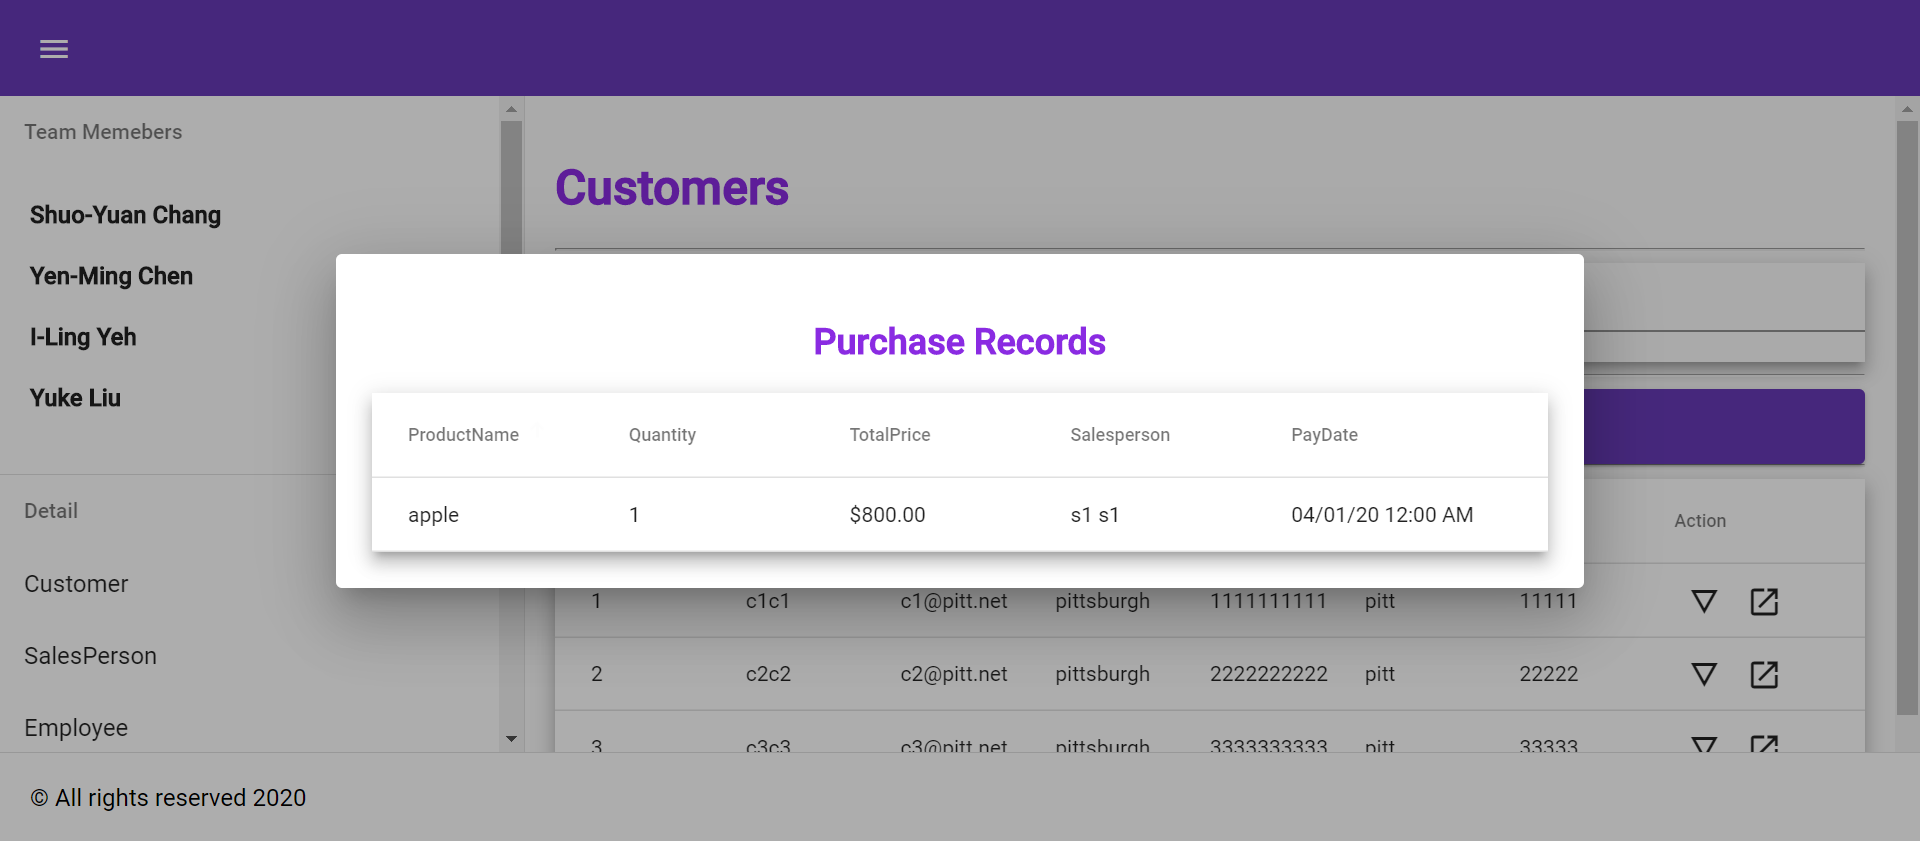 Team Memebers
Shuo-Yuan Chang
Yen-Ming Chen
I-Ling Yeh
Yuke Liu
Detail
Customer
SalesPerson
Employee
Customers
Purchase Records
ProductName Quantity TotalPrice Salesperson PayDate
apple 1 $800.00 s1 s1 04/01/20 12:00 AM
Action
1 c1c1 c1@pitt.net pittsburgh 1111111111 pitt 11111
2 c2c2 c2@pitt.net pittsburgh 2222222222 pitt 22222
3 c3c3 c3@pitt.net pittsburgh 3333333333 pitt 33333
© All rights reserved 2020